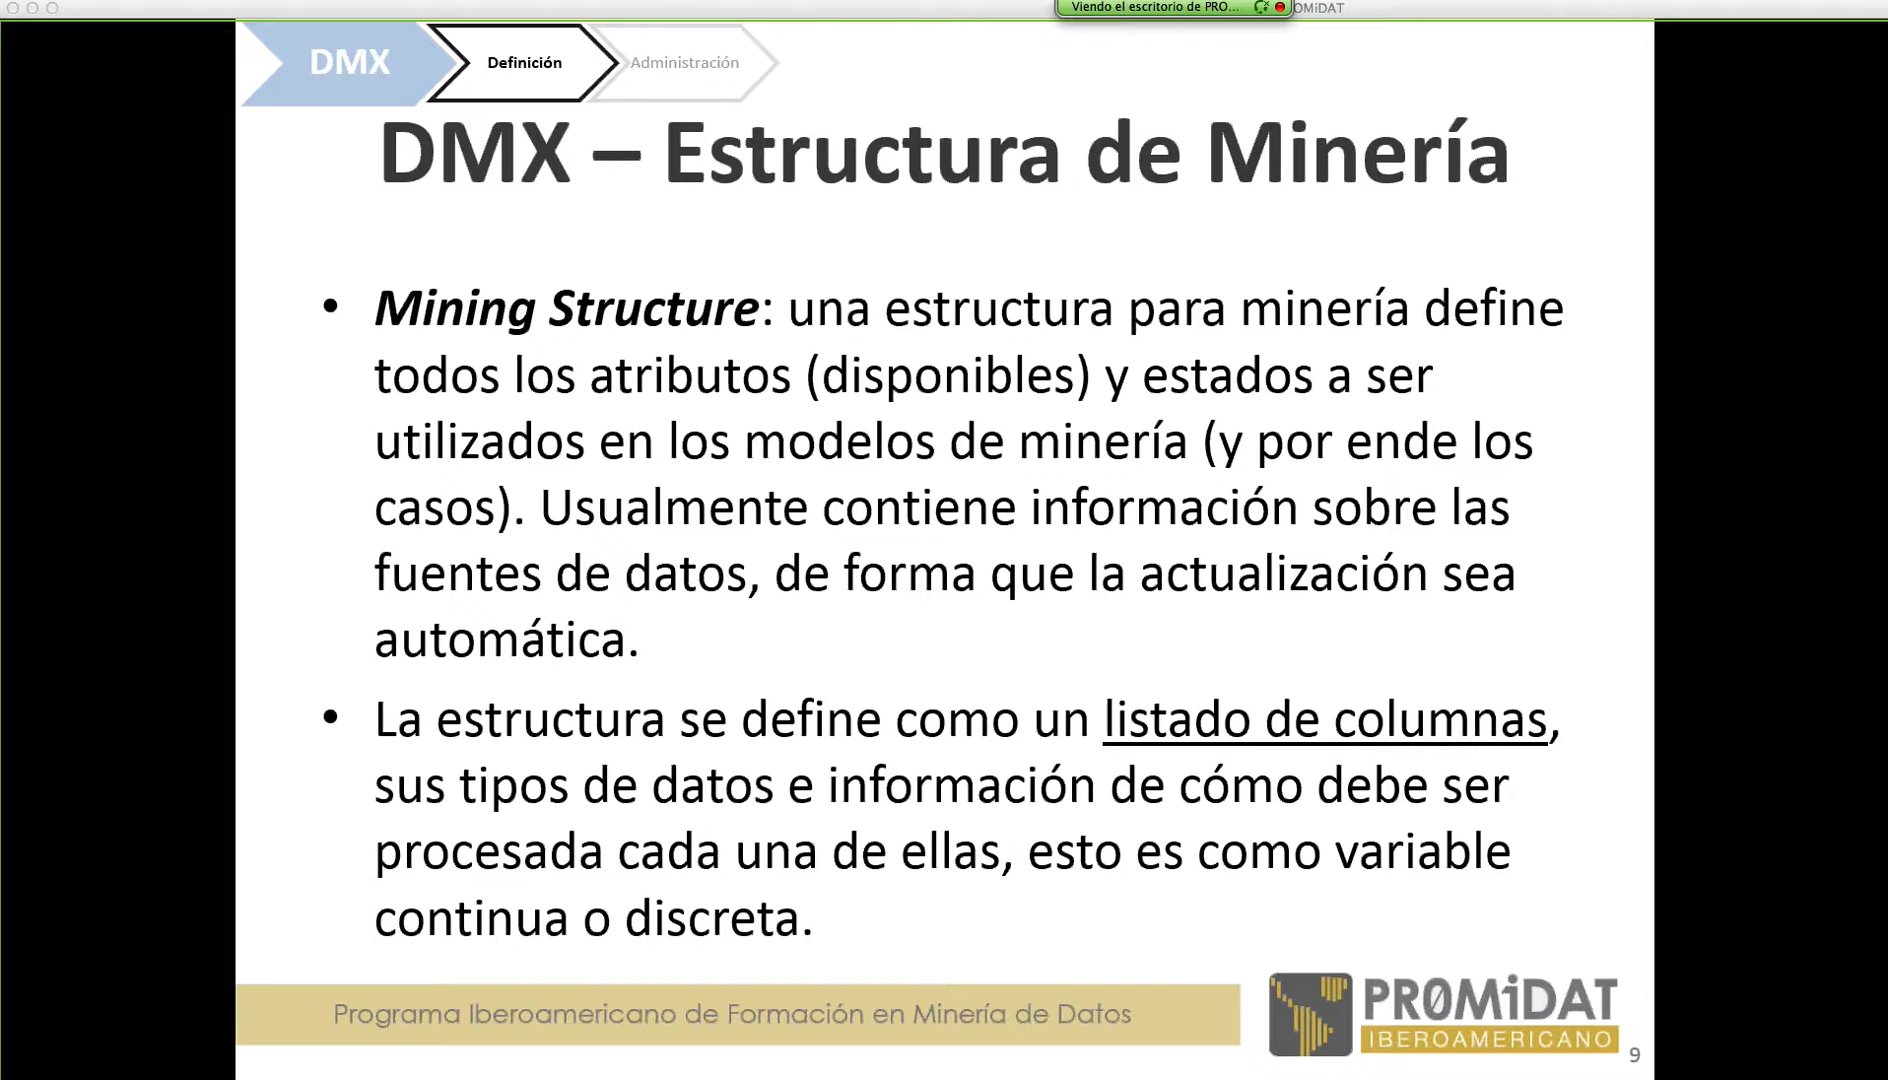 Viendo el escritorio de PRO...
OMiDAT
DMX
Definición
Administración
DMX – Estructura de Minería
• Mining Structure: una estructura para minería define
todos los atributos (disponibles) y estados a ser
utilizados en los modelos de minería (y por ende los
casos). Usualmente contiene información sobre las
fuentes de datos, de forma que la actualización sea
automática.
• La estructura se define como un listado de columnas,
sus tipos de datos e información de cómo debe ser
procesada cada una de ellas, esto es como variable
continua o discreta.
Programa Iberoamericano de Formación en Minería de Datos
PR0MiDAT
IBEROAMERICANO
9